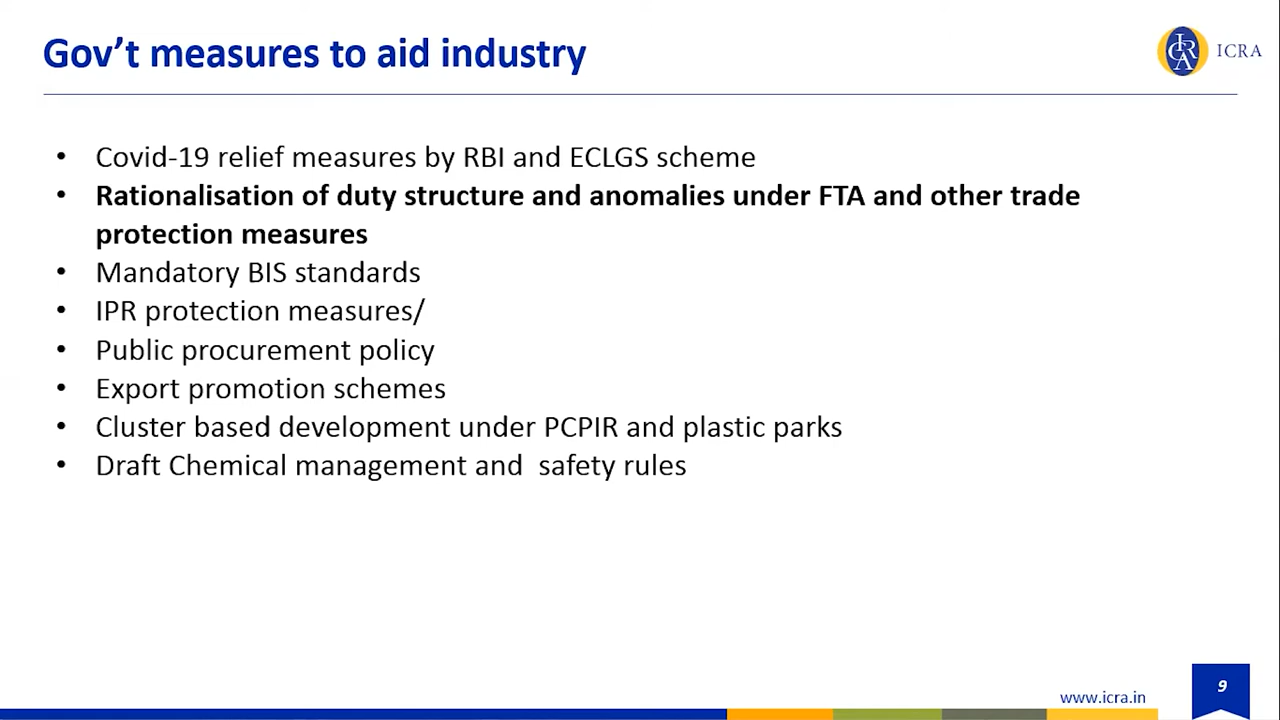 Gov't measures to aid industry
ICRA
ICRA
• Covid-19 relief measures by RBI and ECLGS scheme
• Rationalisation of duty structure and anomalies under FTA and other trade
protection measures
• Mandatory BIS standards
• IPR protection measures/
• Public procurement policy
• Export promotion schemes
• Cluster based development under PCPIR and plastic parks
• Draft Chemical management and  safety rules
www.icra.in
9